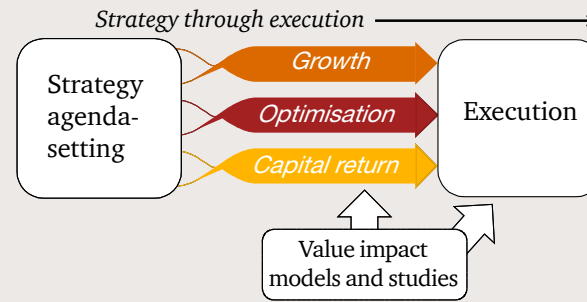 Strategy through execution
Strategy
agenda-
setting
Growth
Optimisation
Capital return
Execution
Value impact
models and studies